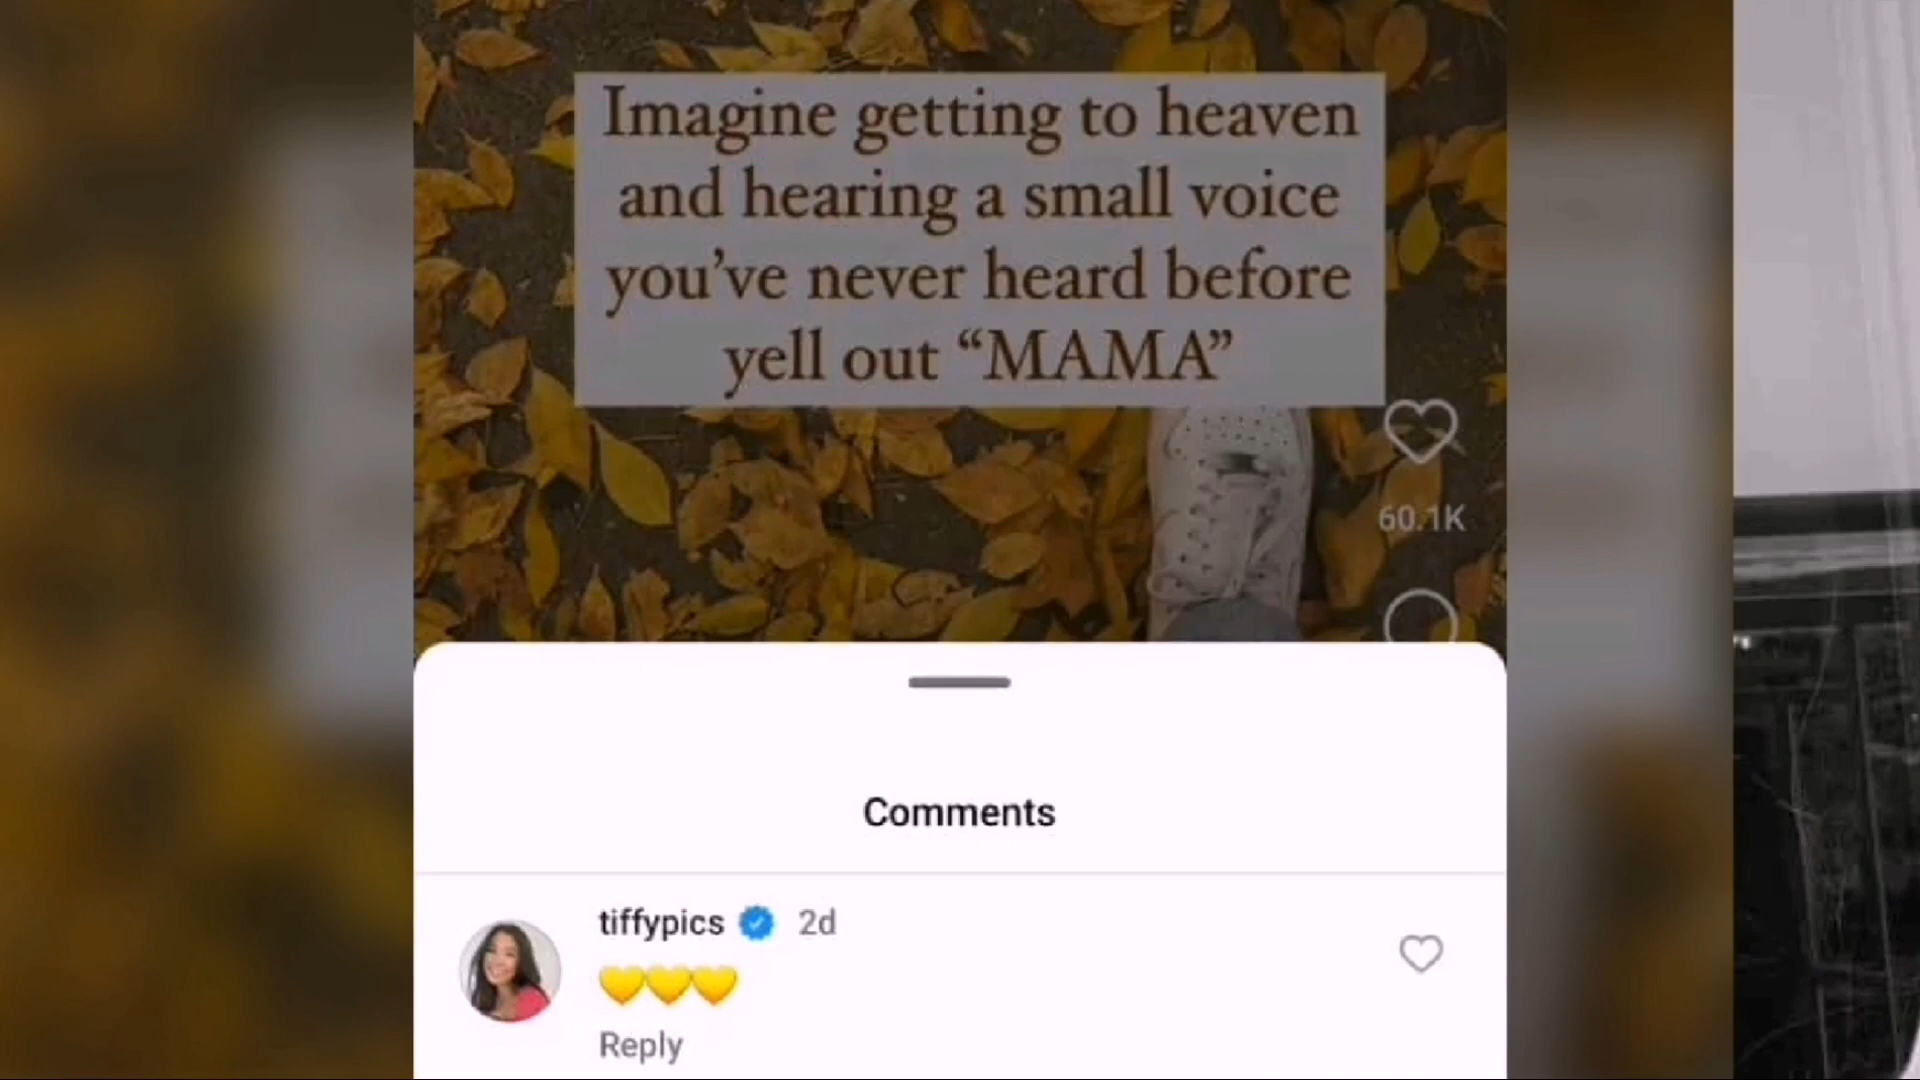 Imagine getting to heaven
and hearing a small voice
you’ve never heard before
yell out “MAMA”
60.1K
Comments
tiffypics 2d
💛💛💛
Reply